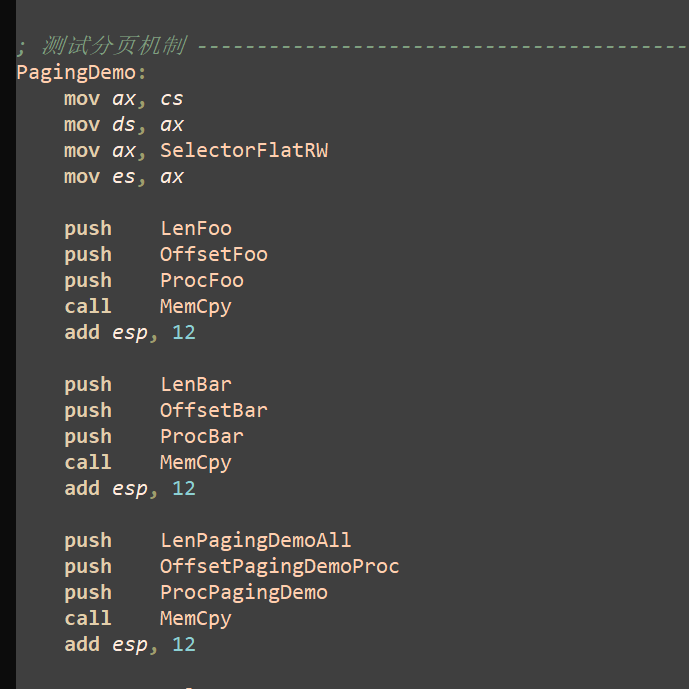 ; 测试分页机制 -----------------------------------------
PagingDemo:
mov ax, cs
mov ds, ax
mov ax, SelectorFlatRW
mov es, ax
push LenFoo
push OffsetFoo
push ProcFoo
call MemCpy
add esp, 12
push LenBar
push OffsetBar
push ProcBar
call MemCpy
add esp, 12
push LenPagingDemoAll
push OffsetPagingDemoProc
push ProcPagingDemo
call MemCpy
add esp, 12